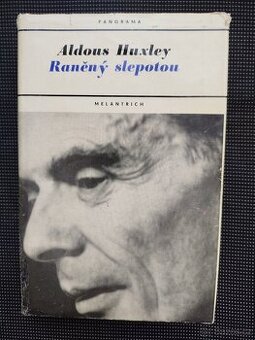 PANORAMA
Aldous Huxley
Raněný slepotou
MELANTRICH